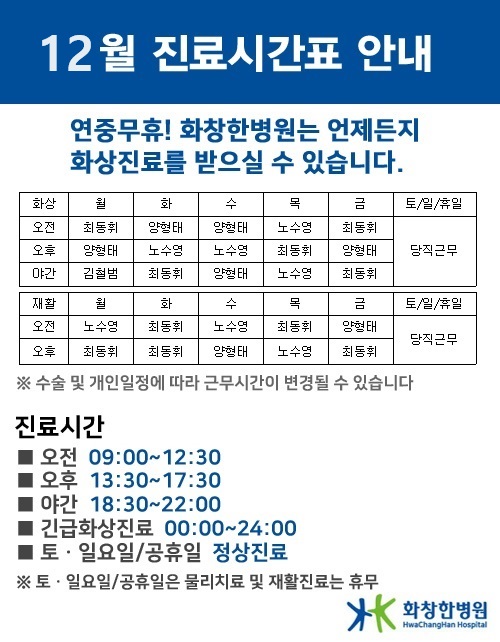 12월 진료시간표 안내
연중무휴! 화창한병원는 언제든지
화상진료를 받으실 수 있습니다.
화상 월 화 수 목 금 토/일/휴일
오전 최동휘 양형태 양형태 노수영 최동휘 당직근무
오후 양형태 노수영 노수영 최동휘 양형태
야간 김철범 최동휘 양형태 노수영 최동휘
재활 월 화 수 목 금 토/일/휴일
오전 노수영 최동휘 노수영 최동휘 양형태 당직근무
오후 최동휘 최동휘 양형태 노수영 최동휘
※ 수술 및 개인일정에 따라 근무시간이 변경될 수 있습니다
진료시간
■ 오전 09:00~12:30
■ 오후 13:30~17:30
■ 야간 18:30~22:00
■ 긴급화상진료 00:00~24:00
■ 토ㆍ일요일/공휴일 정상진료
※ 토ㆍ일요일/공휴일은 물리치료 및 재활진료는 휴무
화창한병원
HwaChangHan Hospital